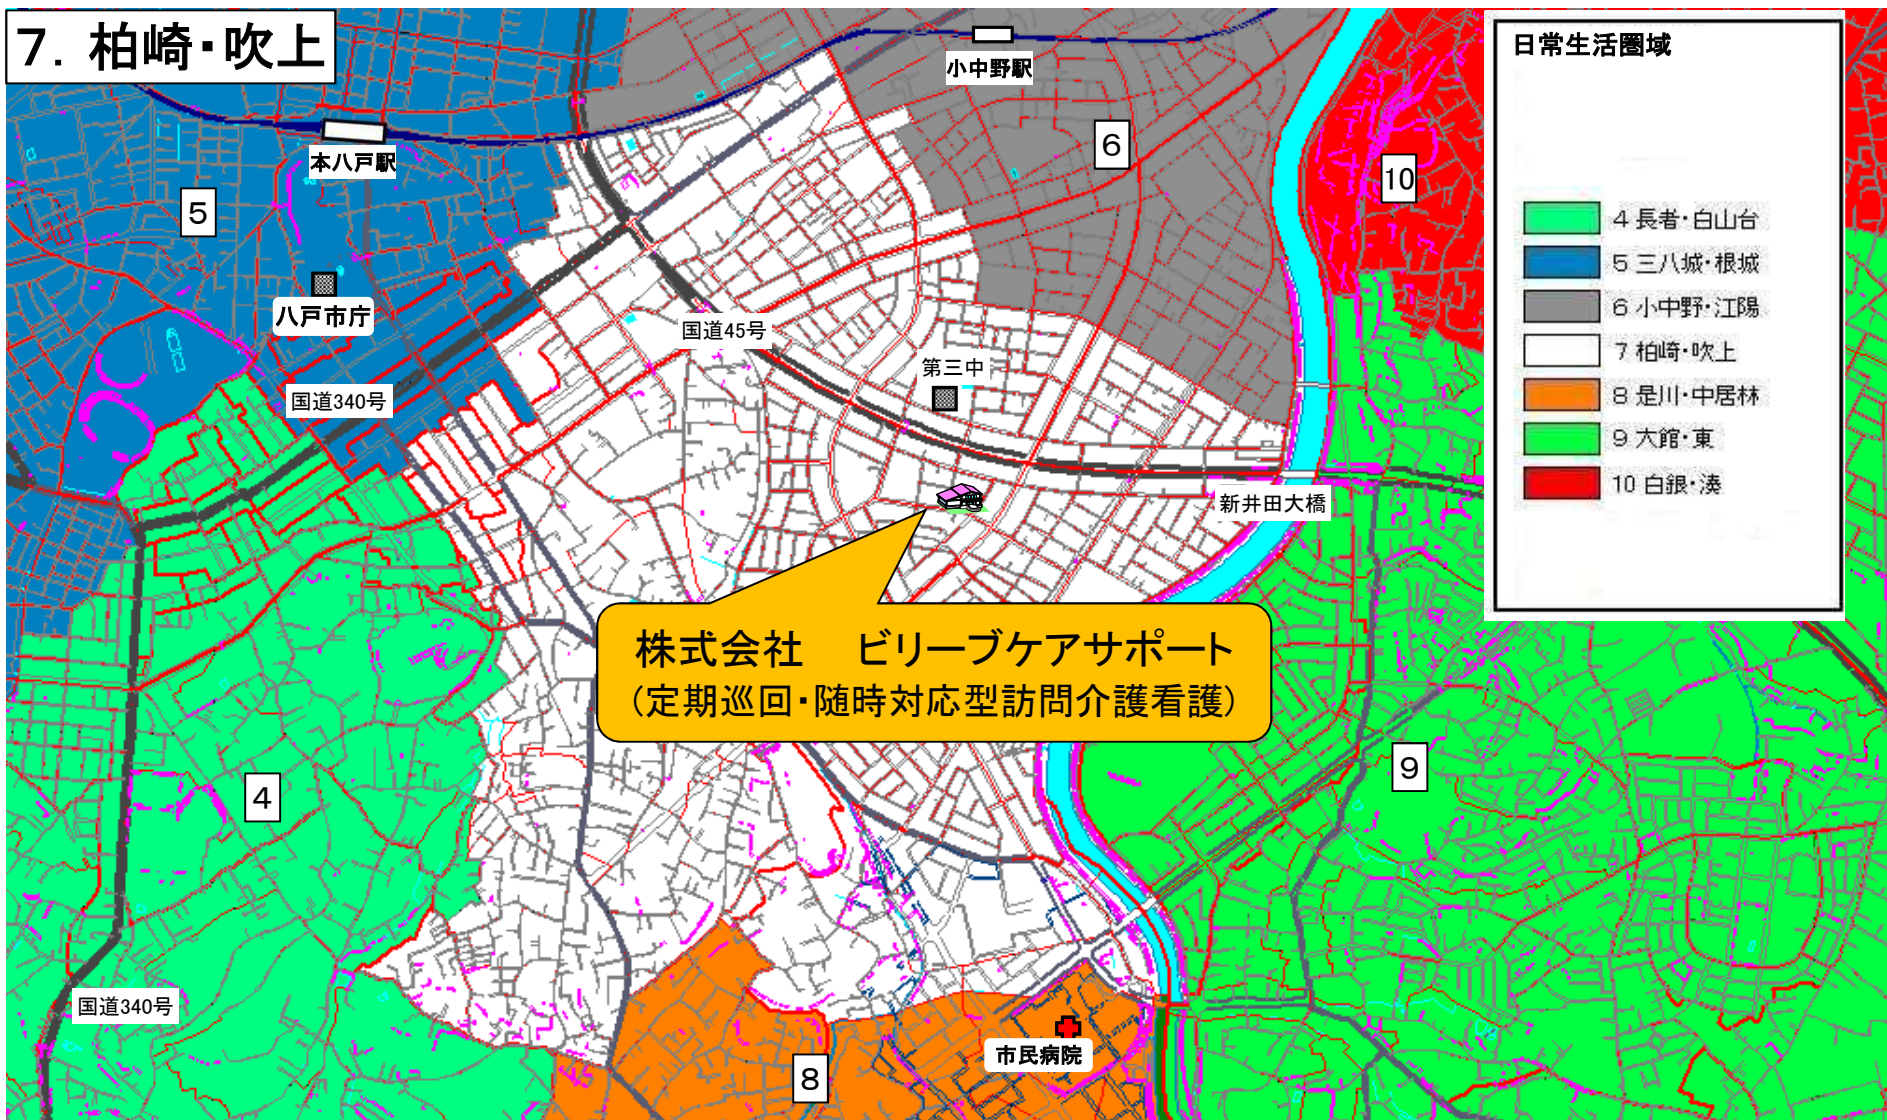 7．柏崎・吹上
小中野駅
日常生活圏域
6
本八戸駅
10
5
4 長者・白山台
5 三八城・根城
八戸市庁
6 小中野・江陽
国道45号
7 柏崎・吹上
第三中
国道340号
8 是川・中居林
9 大館・東
10 白銀・湊
新井田大橋
株式会社　ビリーブケアサポート
（定期巡回・随時対応型訪問介護看護）
9
4
国道340号
市民病院
8